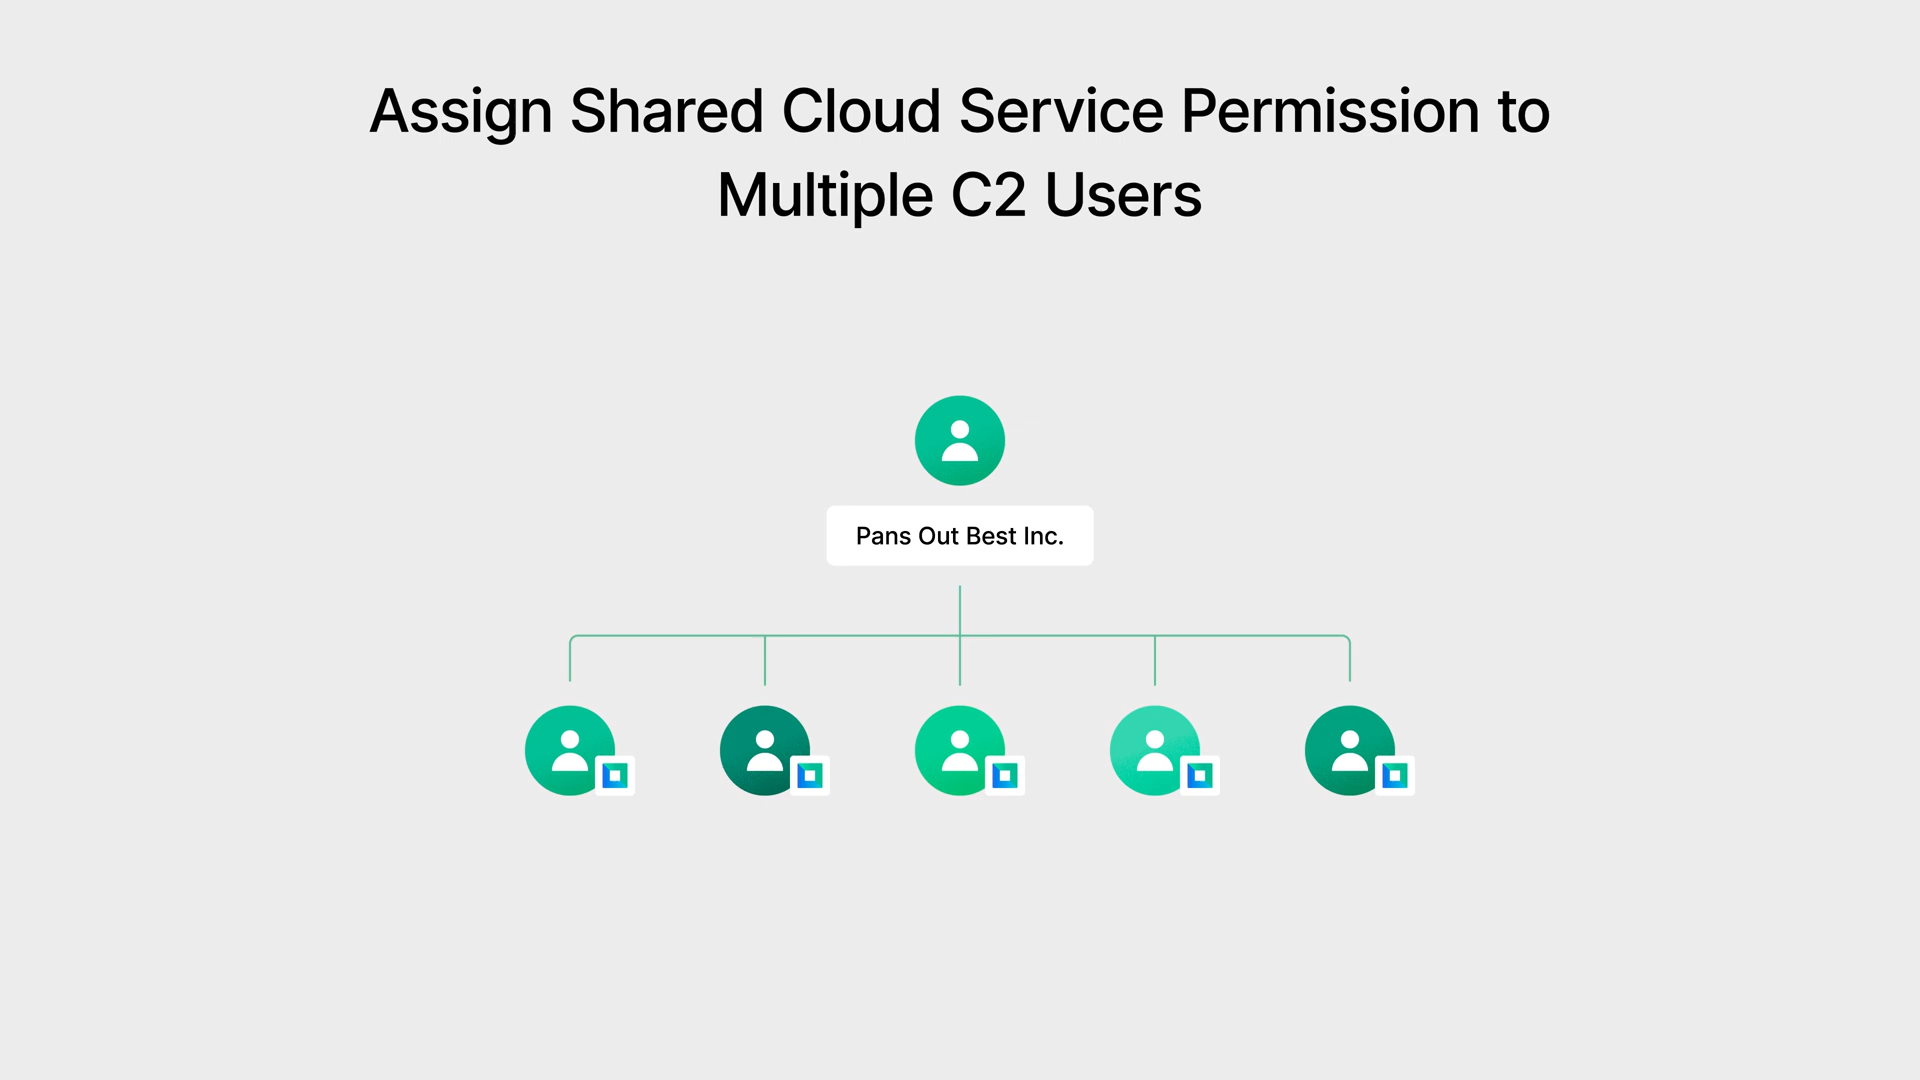 Assign Shared Cloud Service Permission to
Multiple C2 Users
Pans Out Best Inc.